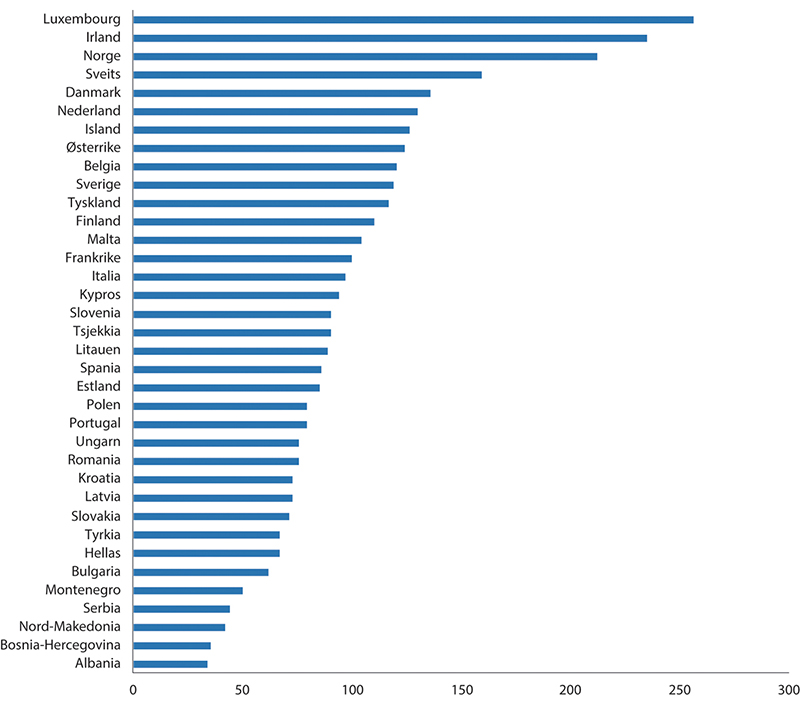 Luxembourg
Irland
Norge
Sveits
Danmark
Nederland
Island
Østerrike
Belgia
Sverige
Tyskland
Finland
Malta
Frankrike
Italia
Kypros
Slovenia
Tsjekkia
Litauen
Spania
Estland
Polen
Portugal
Ungarn
Romania
Kroatia
Latvia
Slovakia
Tyrkia
Hellas
Bulgaria
Montenegro
Serbia
Nord-Makedonia
Bosnia-Hercegovina
Albania
0 50 100 150 200 250 300